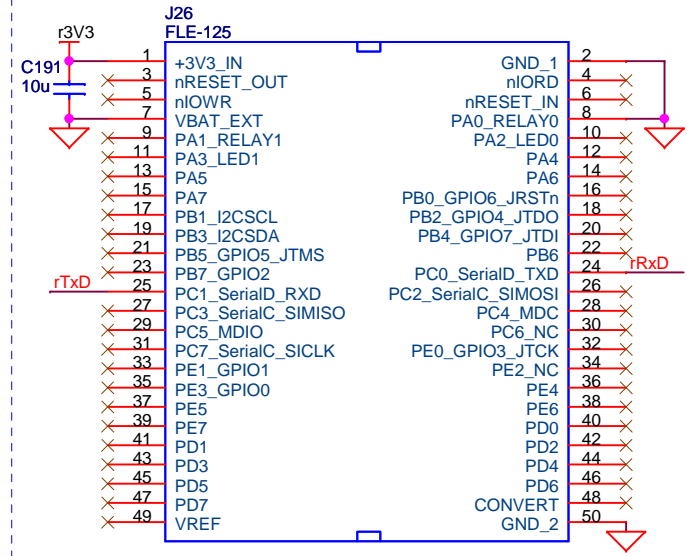 J26
FLE-125
r3V3
C191
10u
1 +3V3_IN GND_1 2
3 nRESET_OUT nIORD 4
5 nIOWR nRESET_IN 6
7 VBAT_EXT PA0_RELAY0 8
9 PA1_RELAY1 PA2_LED0 10
11 PA3_LED1 PA4 12
13 PA5 PA6 14
15 PA7 PB0_GPIO6_JRSTn 16
17 PB1_I2CSCL PB2_GPIO4_JTDO 18
19 PB3_I2CSDA PB4_GPIO7_JTDI 20
21 PB5_GPIO5_JTMS PB6 22
23 PB7_GPIO2 PC0_SerialD_TXD 24 rRxD
rTxD 25 PC1_SerialD_RXD PC2_SerialC_SIMOSI 26
27 PC3_SerialC_SIMISO PC4_MDC 28
29 PC5_MDIO PC6_NC 30
31 PC7_SerialC_SICLK PE0_GPIO3_JTCK 32
33 PE1_GPIO1 PE2_NC 34
35 PE3_GPIO0 PE4 36
37 PE5 PE6 38
39 PE7 PD0 40
41 PD1 PD2 42
43 PD3 PD4 44
45 PD5 PD6 46
47 PD7 CONVERT 48
49 VREF GND_2 50